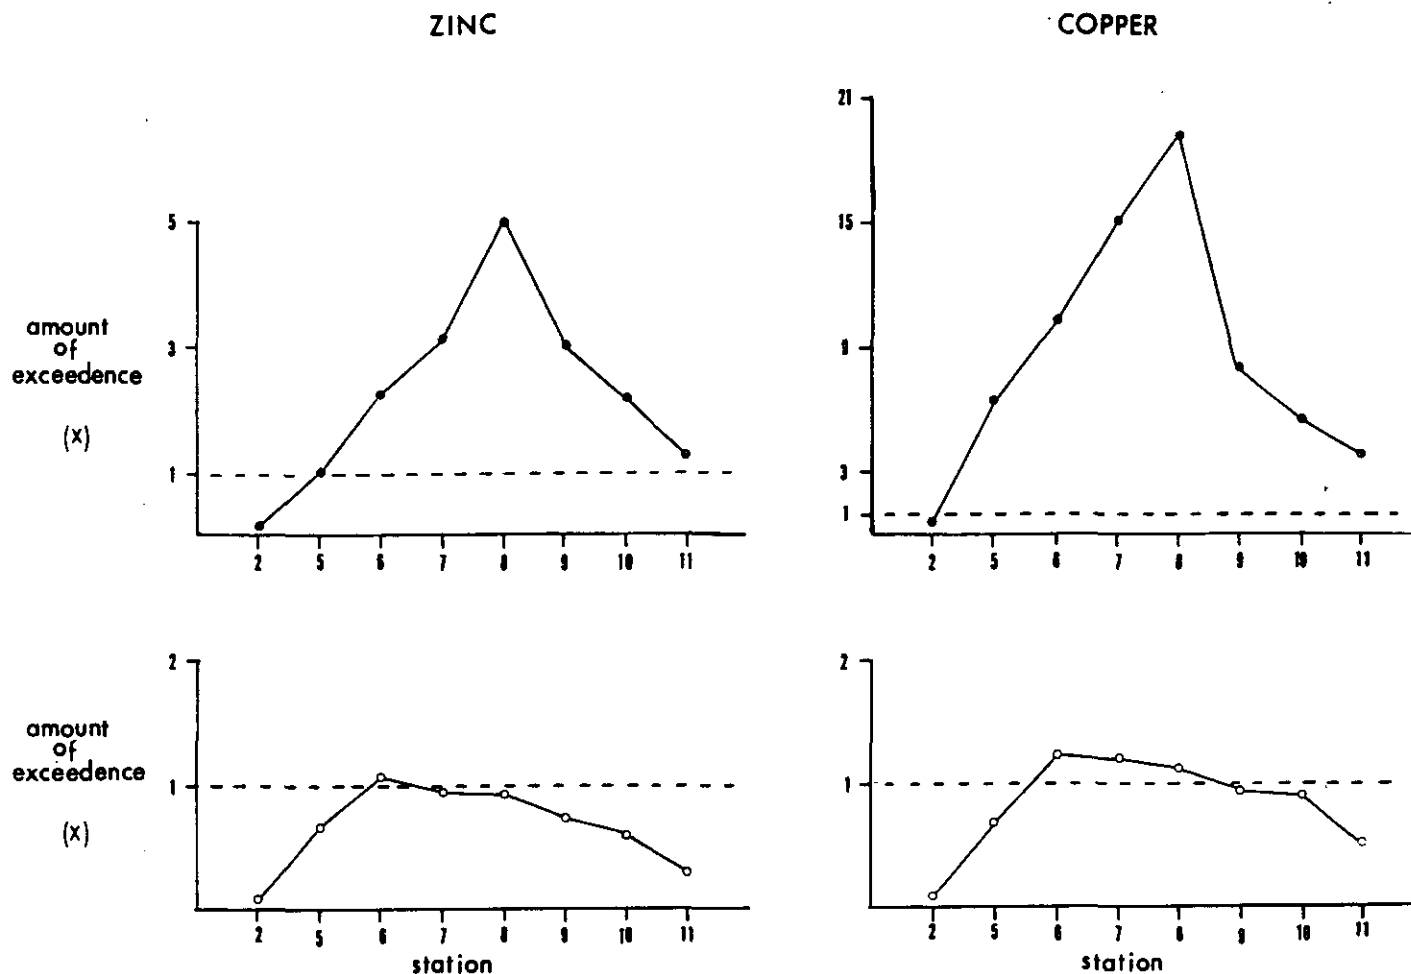 ZINC
COPPER
5
3
1
amount
of
exceedence
(x)
2 5 6 7 8 9 10 11
21
15
9
3
1
2 5 6 7 8 9 10 11
2
1
amount
of
exceedence
(x)
2 5 6 7 8 9 10 11
station
2
1
2 5 6 7 8 9 10 11
station